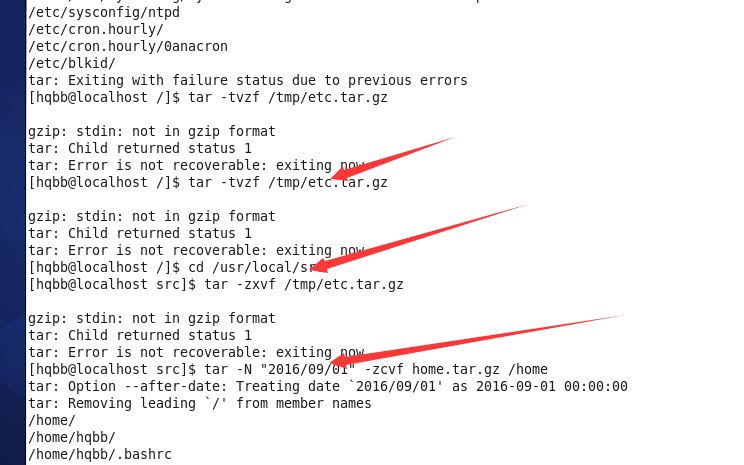 /etc/sysconfig/ntpd
/etc/cron.hourly/
/etc/cron.hourly/0anacron
/etc/blkid/
tar: Exiting with failure status due to previous errors
[hqbb@localhost /]$ tar -tvzf /tmp/etc.tar.gz
gzip: stdin: not in gzip format
tar: Child returned status 1
tar: Error is not recoverable: exiting now
[hqbb@localhost /]$ tar -tvzf /tmp/etc.tar.gz
gzip: stdin: not in gzip format
tar: Child returned status 1
tar: Error is not recoverable: exiting now
[hqbb@localhost /]$ cd /usr/local/src
[hqbb@localhost src]$ tar -zxvf /tmp/etc.tar.gz
gzip: stdin: not in gzip format
tar: Child returned status 1
tar: Error is not recoverable: exiting now
[hqbb@localhost src]$ tar -N "2016/09/01" -zcvf home.tar.gz /home
tar: Option --after-date: Treating date `2016/09/01' as 2016-09-01 00:00:00
tar: Removing leading `/' from member names
/home/
/home/hqbb/
/home/hqbb/.bashrc